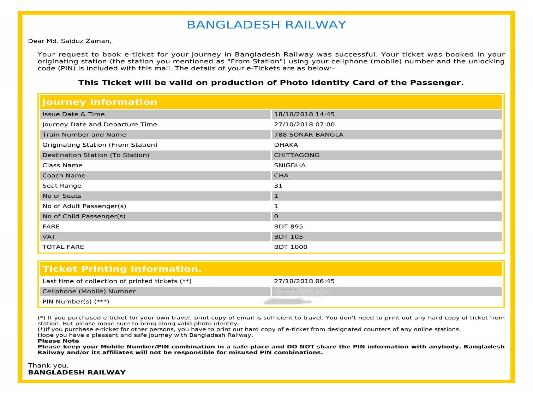 BANGLADESH RAILWAY
Dear Md. Saiduz Zaman,
Your request to book e-ticket for your journey in Bangladesh Railway was successful. Your ticket was booked in your
originating station (the station you mentioned as "From Station") using your cellphone (mobile) number and the unlocking
code (PIN) is included with this mail. The details of your e-Tickets are as below:-
This Ticket will be valid on production of Photo Identity Card of the Passenger.
Journey Information
Issue Date & Time 18/10/2018 14:45
Journey Date and Departure Time 27/10/2018 07:00
Train Number and Name 788 SONAR BANGLA
Originating Station (From Station) DHAKA
Destination Station (To Station) CHITTAGONG
Class Name SNIGDHA
Coach Name CHA
Seat Range 31
No of Seats 1
No of Adult Passenger(s) 1
No of Child Passenger(s) 0
FARE BDT 895
VAT BDT 105
TOTAL FARE BDT 1000
Ticket Printing Information.
Last time of collection of printed tickets (**) 27/10/2018 06:45
Cellphone (Mobile) Number
PIN Number(s) (***)
(*) If you purchased e-ticket for your own travel, print copy of email is sufficient to travel. You don't need to print out any hard copy of ticket from
station. But please make sure to bring along valid photo identity.
(*)If you purchase e-ticket for other persons, you have to print out hard copy of e-ticket from designated counters of any online stations.
Hope you have a pleasant and safe journey with Bangladesh Railway.
Please Note
Please keep your Mobile Number/PIN combination in a safe place and DO NOT share the PIN information with anybody. Bangladesh
Railway and/or its affiliates will not be responsible for misused PIN combinations.
Thank you,
BANGLADESH RAILWAY